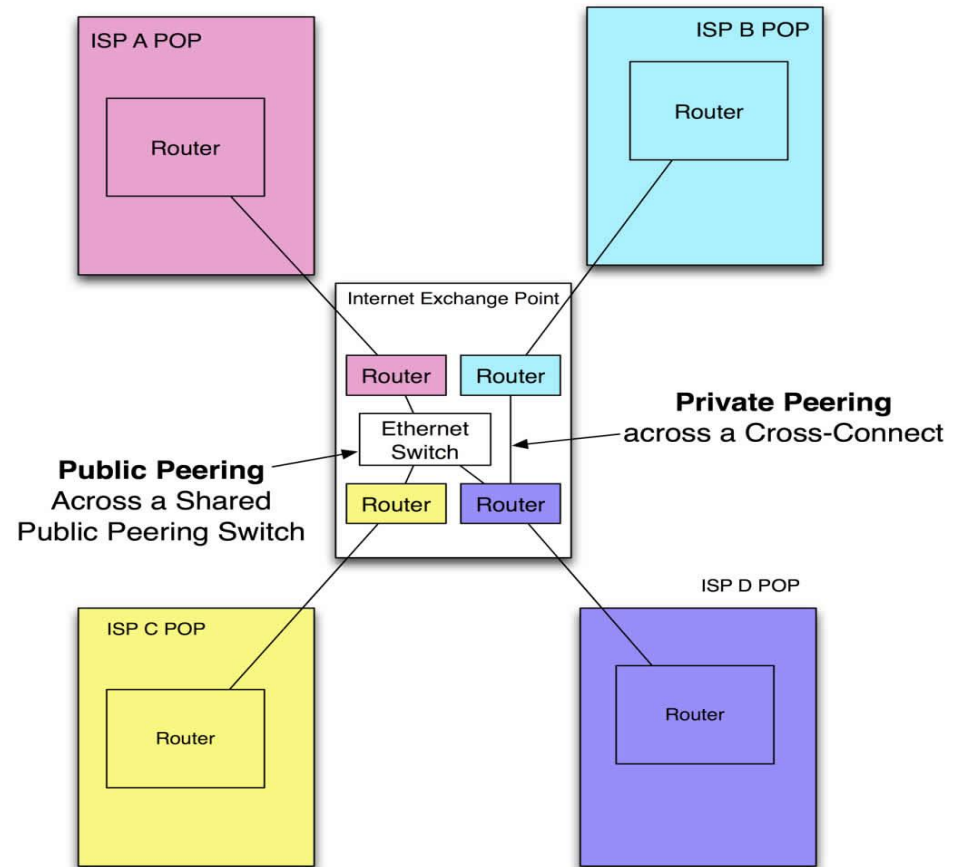 ISP A POP
Router
ISP B POP
Router
Internet Exchange Point
Router
Router
Ethernet
Switch
Router
Router
Private Peering
across a Cross-Connect
Public Peering
Across a Shared
Public Peering Switch
ISP C POP
Router
ISP D POP
Router